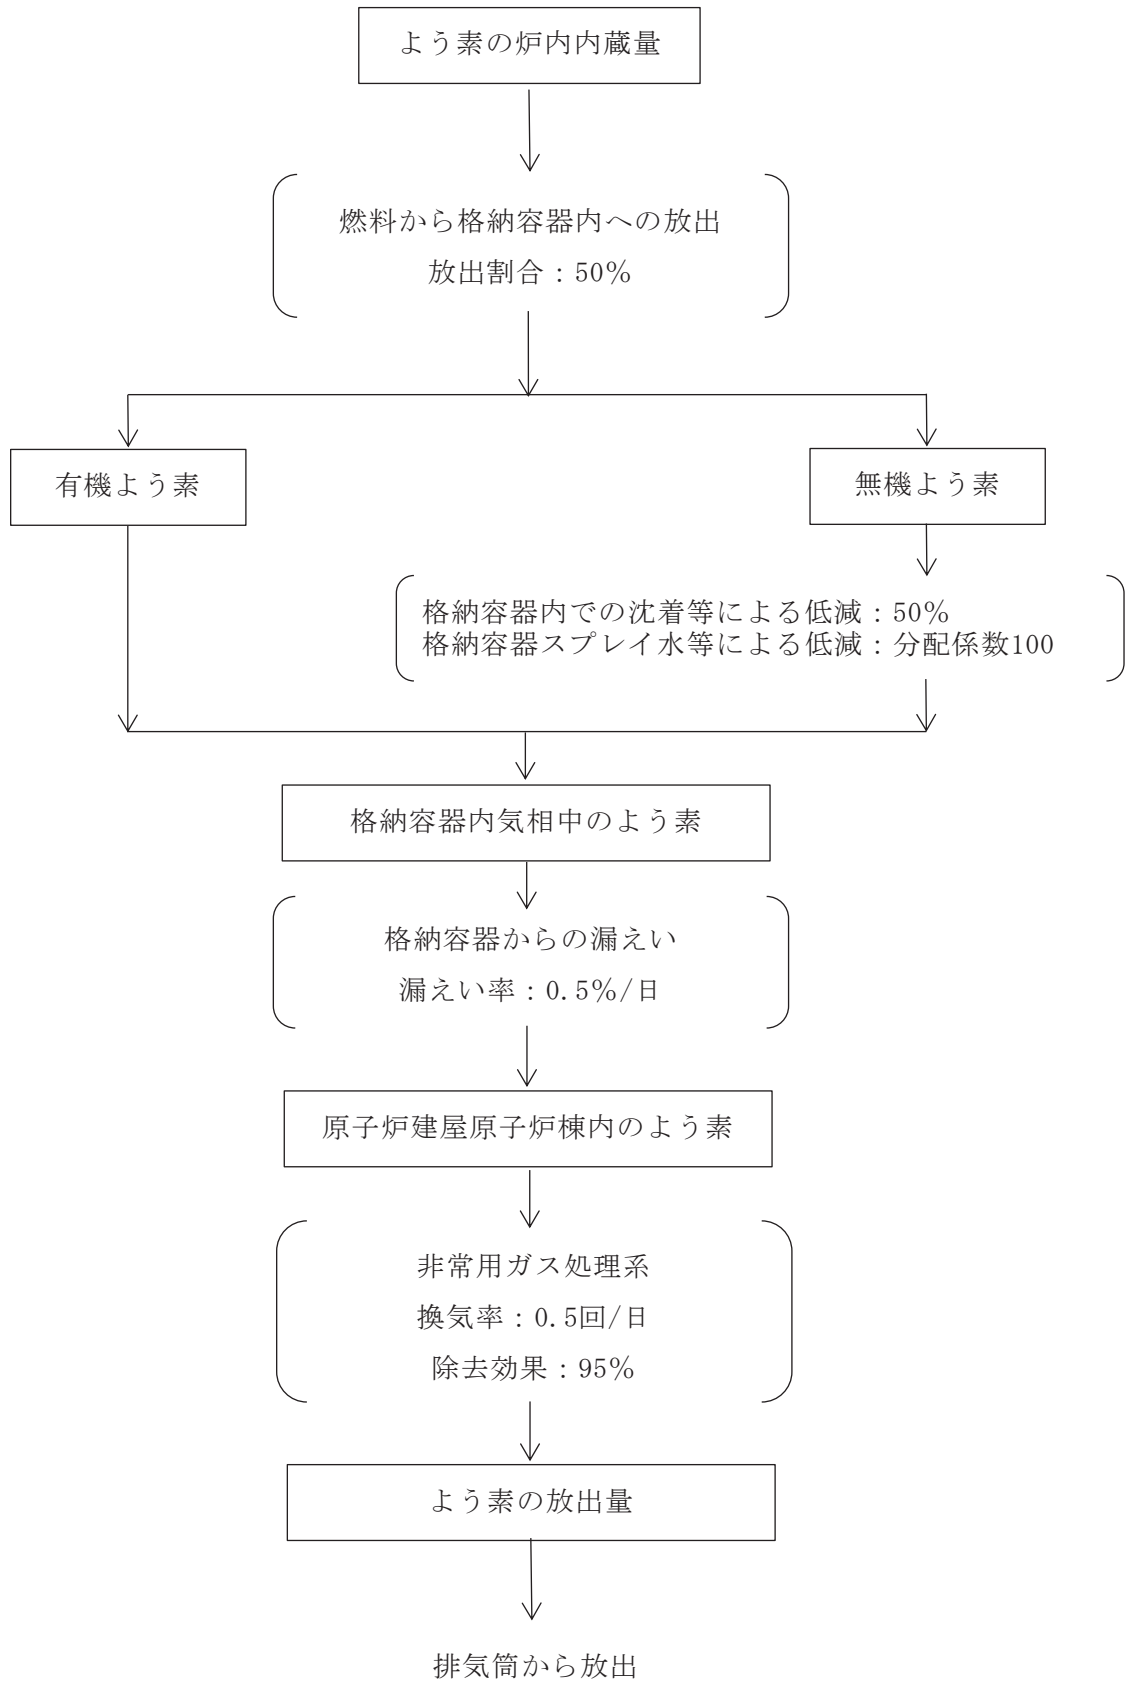 よう素の炉内内蔵量
燃料から格納容器内への放出
放出割合：50%
有機よう素
無機よう素
格納容器内での沈着等による低減：50%
格納容器スプレイ水等による低減：分配係数100
格納容器内気相中のよう素
格納容器からの漏えい
漏えい率：0.5%/日
原子炉建屋原子炉棟内のよう素
非常用ガス処理系
換気率：0.5回/日
除去効果：95%
よう素の放出量
排気筒から放出